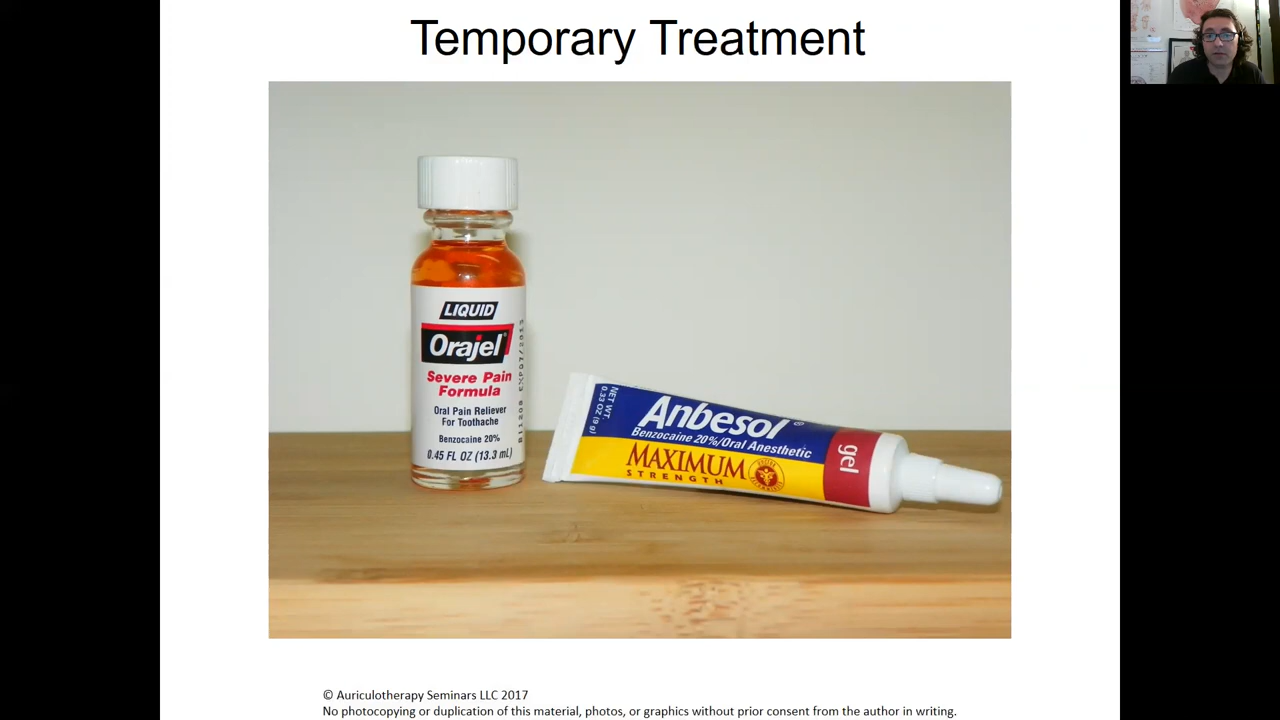 Temporary Treatment
LIQUID
Orajel
Severe Pain
Formula
Oral Pain Reliever
For Toothache
Benzocaine 20%
0.45 FL OZ (13.3 mL)
NET WT.
0.33 OZ (9 g)
Anbesol®
Benzocaine 20%/Oral Anesthetic
MAXIMUM
STRENGTH
gel
© Auriculotherapy Seminars LLC 2017
No photocopying or duplication of this material, photos, or graphics without prior consent from the author in writing.